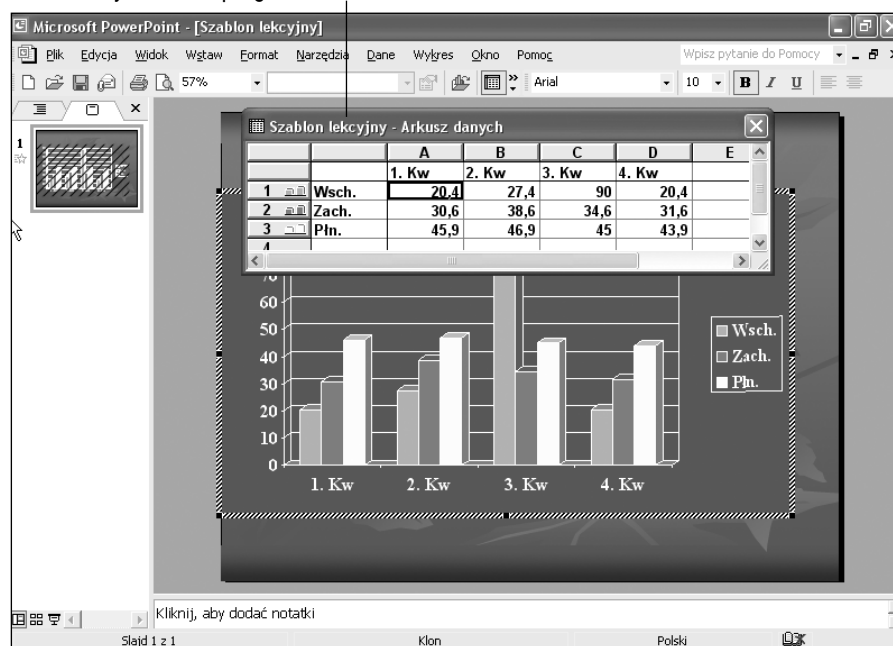 Microsoft PowerPoint - [Szablon lekcyjny]
Plik Edycja Widok Wstaw Format Narzędzia Dane Wykres Okno Pomoc Wpisz pytanie do Pomocy
57% Arial 10 B I U
1
Szablon lekcyjny - Arkusz danych
A B C D E
1. Kw 2. Kw 3. Kw 4. Kw
1 Wsch. 20,4 27,4 90 20,4
2 Zach. 30,6 38,6 34,6 31,6
3 Płn. 45,9 46,9 45 43,9
4
70
60
50 Wsch.
40 Zach.
30 Płn.
20
10
0
1. Kw 2. Kw 3. Kw 4. Kw
Kliknij, aby dodać notatki
Slajd 1 z 1 Klon Polski